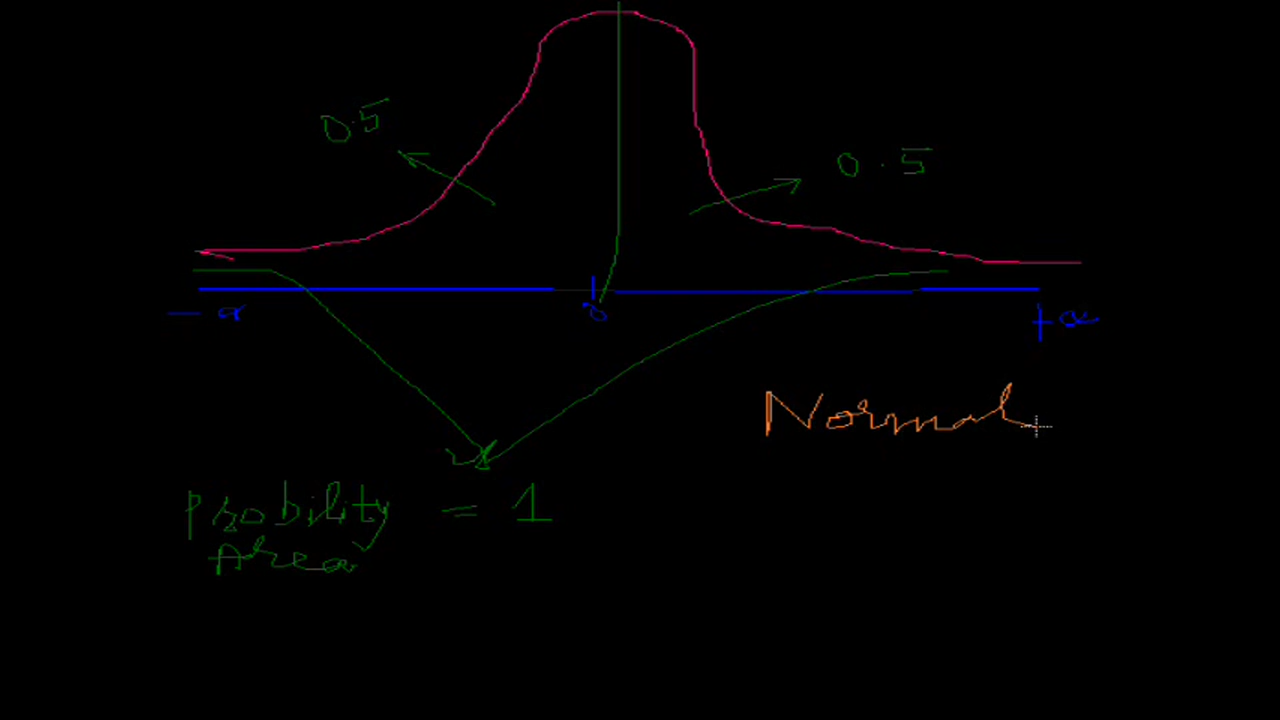 0.5
0.5
- α
0
+ α
Normal
Probility = 1
Area